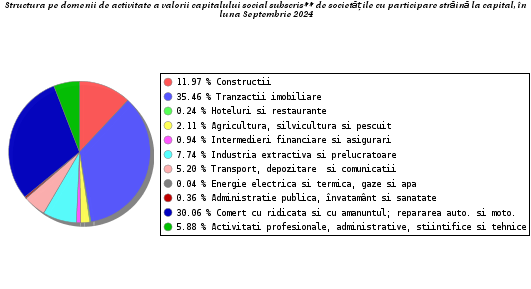 Structura pe domenii de activitate a valorii capitalului social subscris** de societăţile cu participare străină la capital, în
luna Septembrie 2024
11.97 % Constructii
35.46 % Tranzactii imobiliare
0.24 % Hoteluri si restaurante
2.11 % Agricultura, silvicultura si pescuit
0.94 % Intermedieri financiare si asigurari
7.74 % Industria extractiva si prelucratoare
5.20 % Transport, depozitare si comunicatii
0.04 % Energie electrica si termica, gaze si apa
0.36 % Administratie publica, învatamânt si sanatate
30.06 % Comert cu ridicata si cu amanuntul; repararea auto. si moto.
5.88 % Activitati profesionale, administrative, stiintifice si tehnice